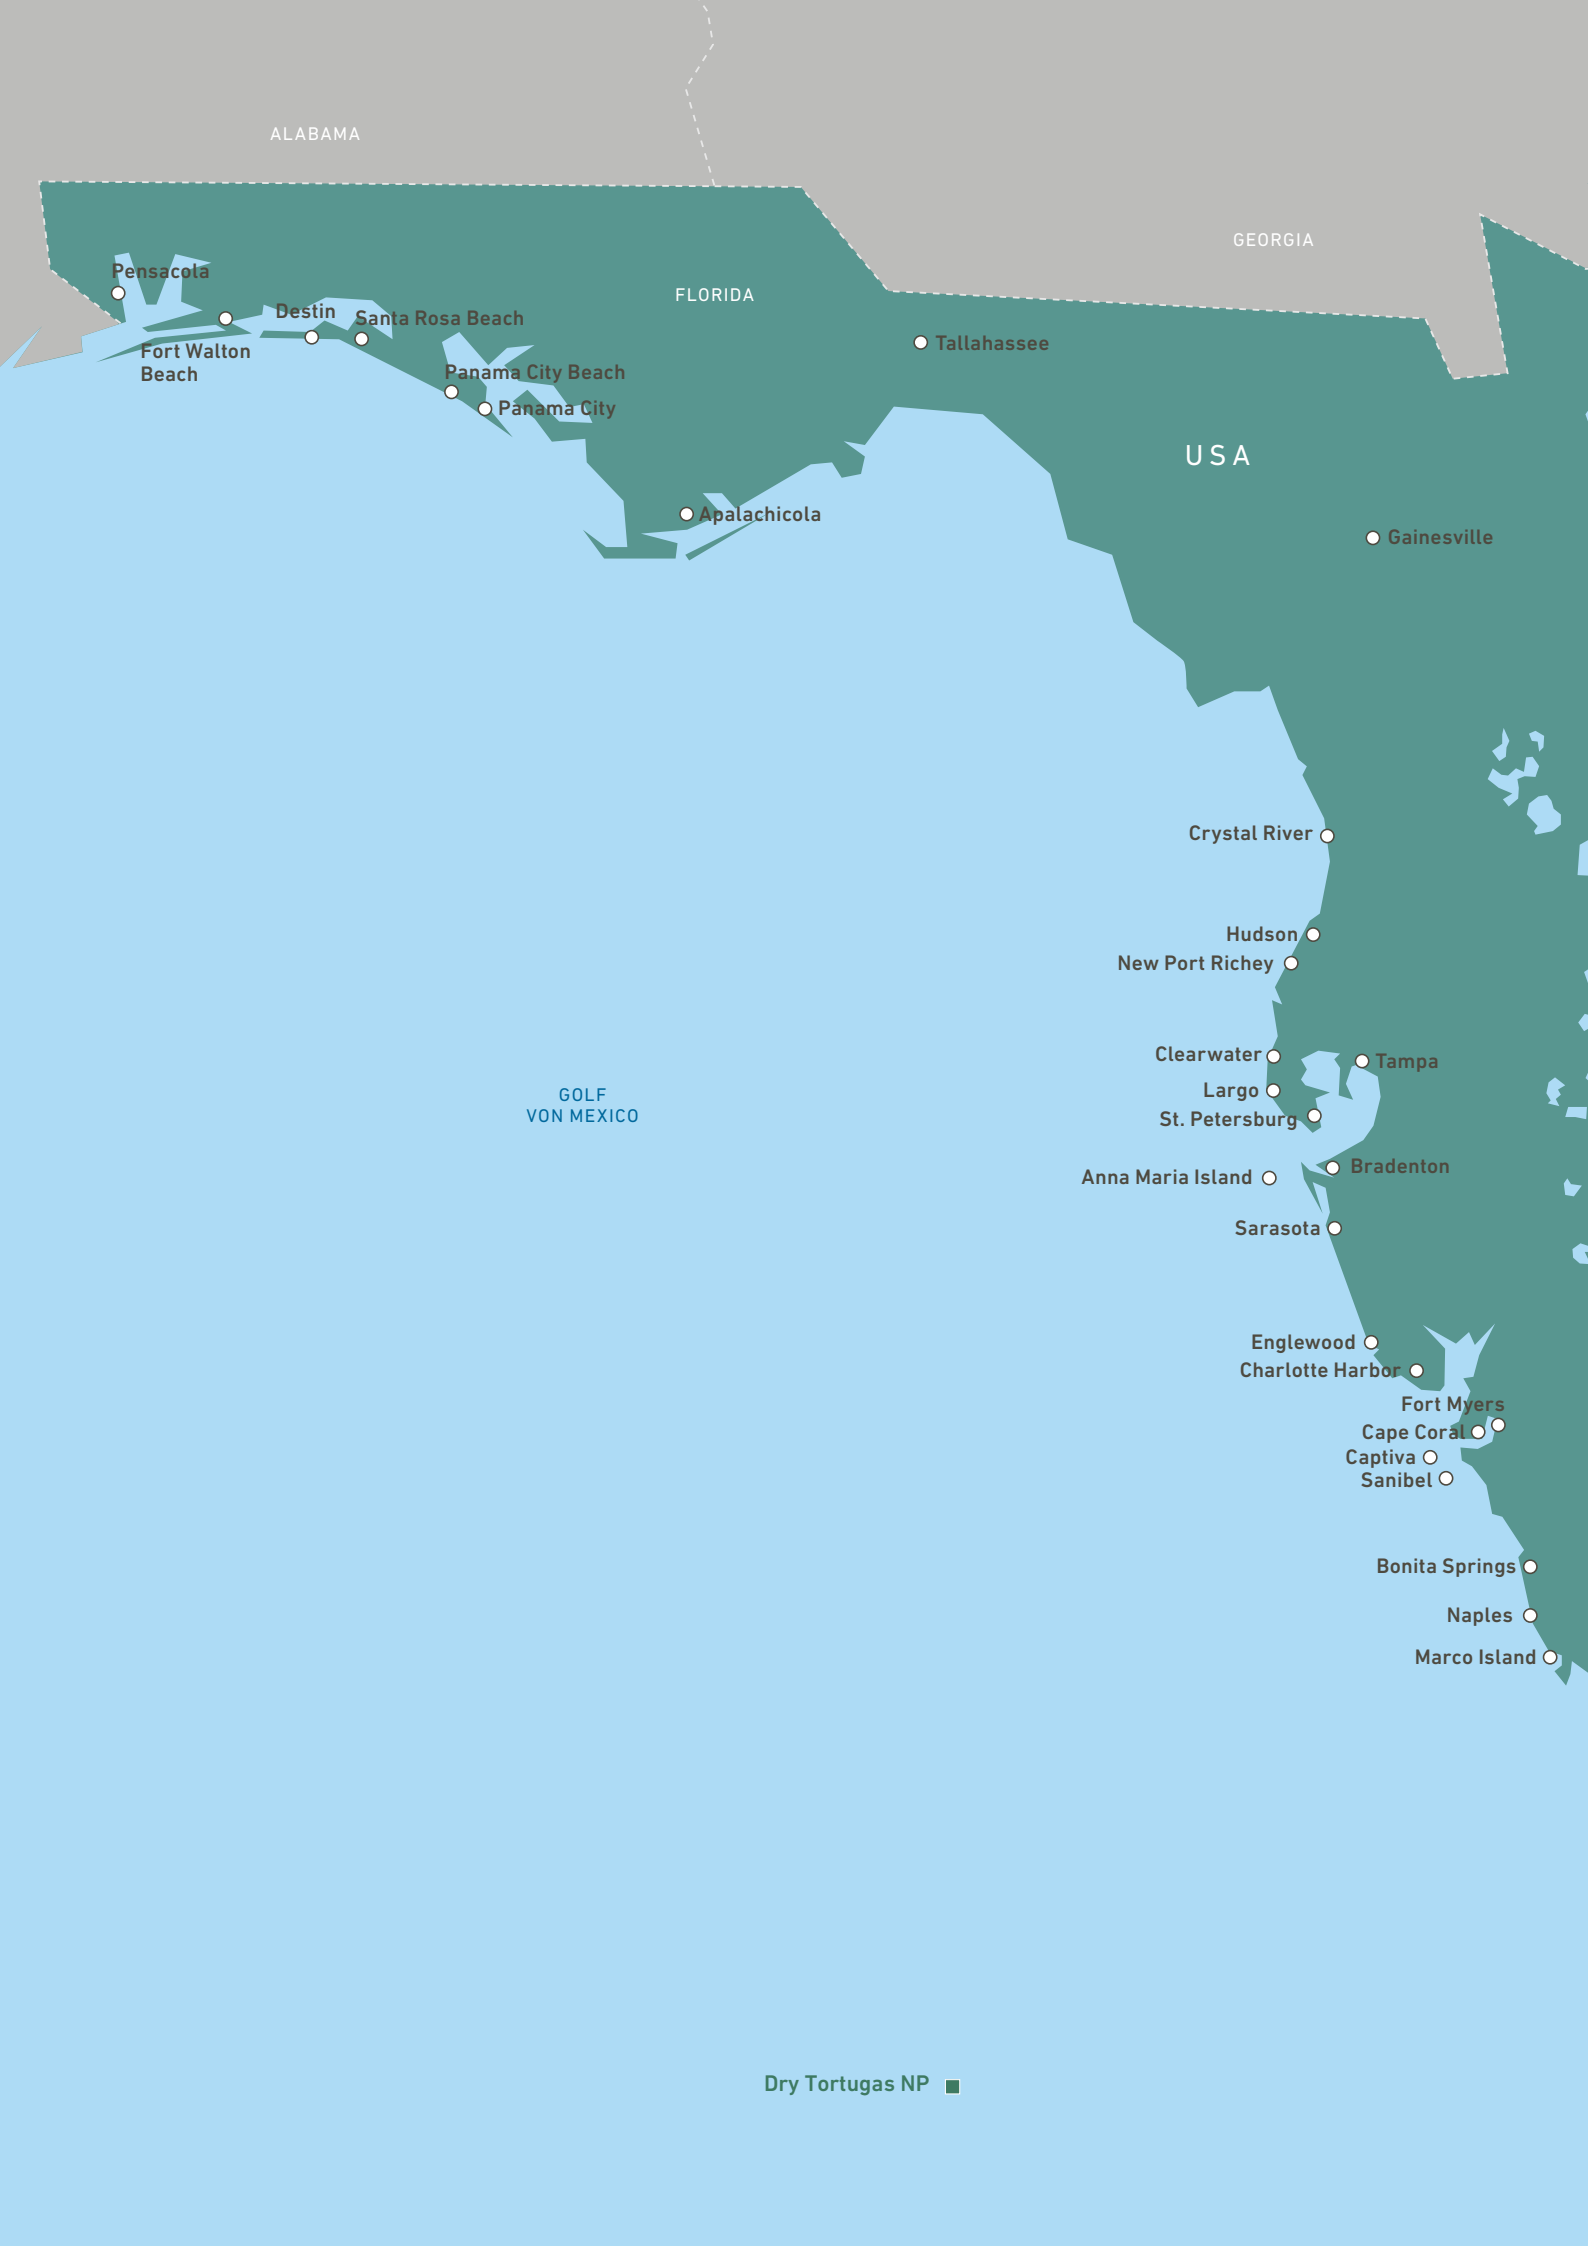 ALABAMA
GEORGIA
Pensacola
FLORIDA
Destin
Santa Rosa Beach
Tallahassee
Fort Walton
Beach
Panama City Beach
Panama City
USA
Apalachicola
Gainesville
Crystal River
Hudson
New Port Richey
Clearwater
Tampa
Largo
GOLF
VON MEXICO
St. Petersburg
Bradenton
Anna Maria Island
Sarasota
Englewood
Charlotte Harbor
Fort Myers
Cape Coral
Captiva
Sanibel
Bonita Springs
Naples
Marco Island
Dry Tortugas NP